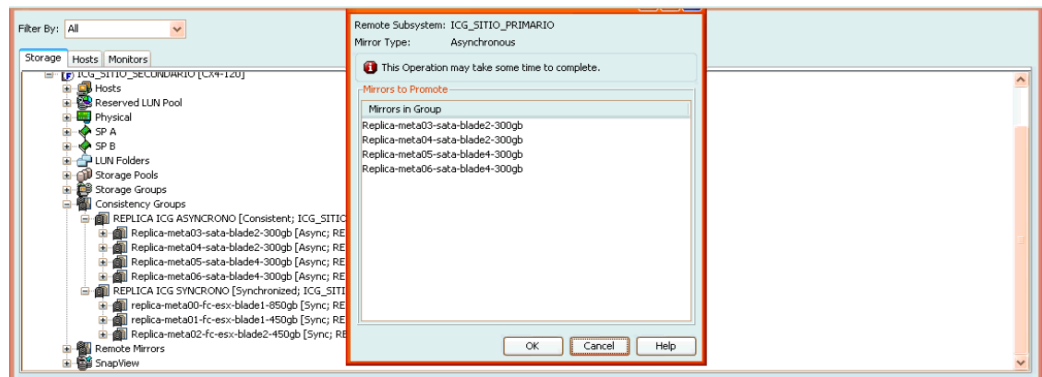 Filter By: All
Storage Hosts Monitors
ICG_SITIO_SECUNDARIO [CX4-120]
Hosts
Reserved LUN Pool
Physical
SP A
SP B
LUN Folders
Storage Pools
Storage Groups
Consistency Groups
REPLICA ICG ASYNCRONO [Consistent; ICG_SITIO
Replica-meta03-sata-blade2-300gb [Async; RE
Replica-meta04-sata-blade2-300gb [Async; RE
Replica-meta05-sata-blade4-300gb [Async; RE
Replica-meta06-sata-blade4-300gb [Async; RE
REPLICA ICG SYNCRONO [Synchronized; ICG_SITI
replica-meta00-fc-esx-blade1-850gb [Sync; RE
replica-meta01-fc-esx-blade1-450gb [Sync; RE
Replica-meta02-fc-esx-blade2-450gb [Sync; RE
Remote Mirrors
SnapView
Remote Subsystem: ICG_SITIO_PRIMARIO
Mirror Type: Asynchronous
This Operation may take some time to complete.
Mirrors to Promote
Mirrors in Group
Replica-meta03-sata-blade2-300gb
Replica-meta04-sata-blade2-300gb
Replica-meta05-sata-blade4-300gb
Replica-meta06-sata-blade4-300gb
OK Cancel Help